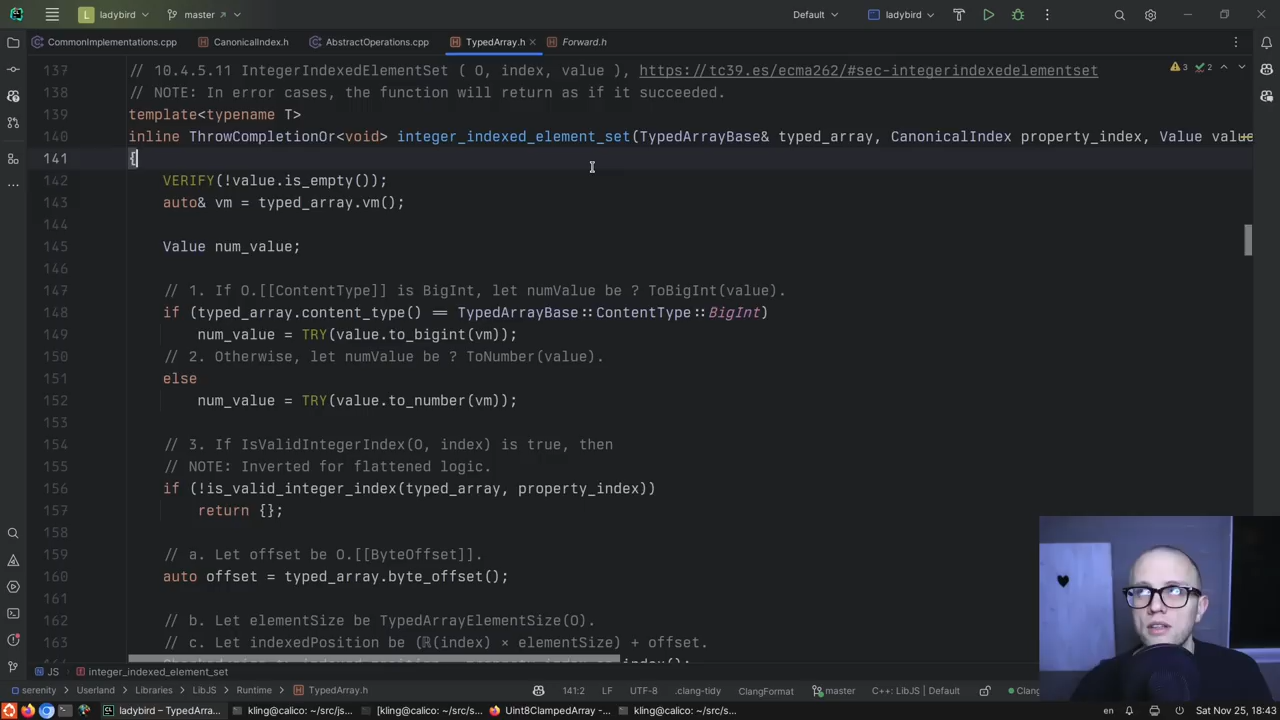 L ladybird master Default ladybird
CommonImplementations.cpp CanonicalIndex.h AbstractOperations.cpp TypedArray.h Forward.h
137 // 10.4.5.11 IntegerIndexedElementSet ( O, index, value ), https://tc39.es/ecma262/#sec-integerindexedelementset 3 2
138 // NOTE: In error cases, the function will return as if it succeeded.
139 template<typename T>
140 inline ThrowCompletionOr<void> integer_indexed_element_set(TypedArrayBase& typed_array, CanonicalIndex property_index, Value value
141 {
142 VERIFY(!value.is_empty());
143 auto& vm = typed_array.vm();
144
145 Value num_value;
146
147 // 1. If O.[[ContentType]] is BigInt, let numValue be ? ToBigInt(value).
148 if (typed_array.content_type() == TypedArrayBase::ContentType::BigInt)
149 num_value = TRY(value.to_bigint(vm));
150 // 2. Otherwise, let numValue be ? ToNumber(value).
151 else
152 num_value = TRY(value.to_number(vm));
153
154 // 3. If IsValidIntegerIndex(O, index) is true, then
155 // NOTE: Inverted for flattened logic.
156 if (!is_valid_integer_index(typed_array, property_index))
157 return {};
158
159 // a. Let offset be O.[[ByteOffset]].
160 auto offset = typed_array.byte_offset();
161
162 // b. Let elementSize be TypedArrayElementSize(O).
163 // c. Let indexedPosition be (ℝ(index) × elementSize) + offset.
JS integer_indexed_element_set
serenity Userland Libraries LibJS Runtime TypedArray.h 141:2 LF UTF-8 .clang-tidy ClangFormat master C++: LibJS | Default Clang
ladybird – TypedArra... kling@calico: ~/src/js... [kling@calico: ~/src/s... Uint8ClampedArray -... kling@calico: ~/src/s... en Sat Nov 25, 18:43